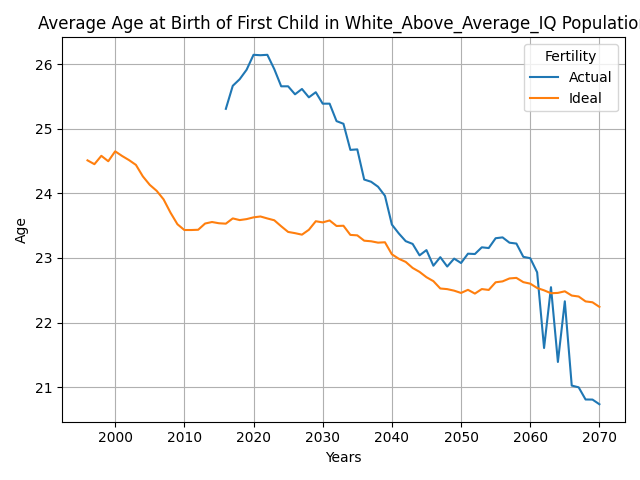 Average Age at Birth of First Child in White_Above_Average_IQ Population
Fertility
Actual
Ideal
26
25
24
23
22
21
Age
2000
2010
2020
2030
2040
2050
2060
2070
Years